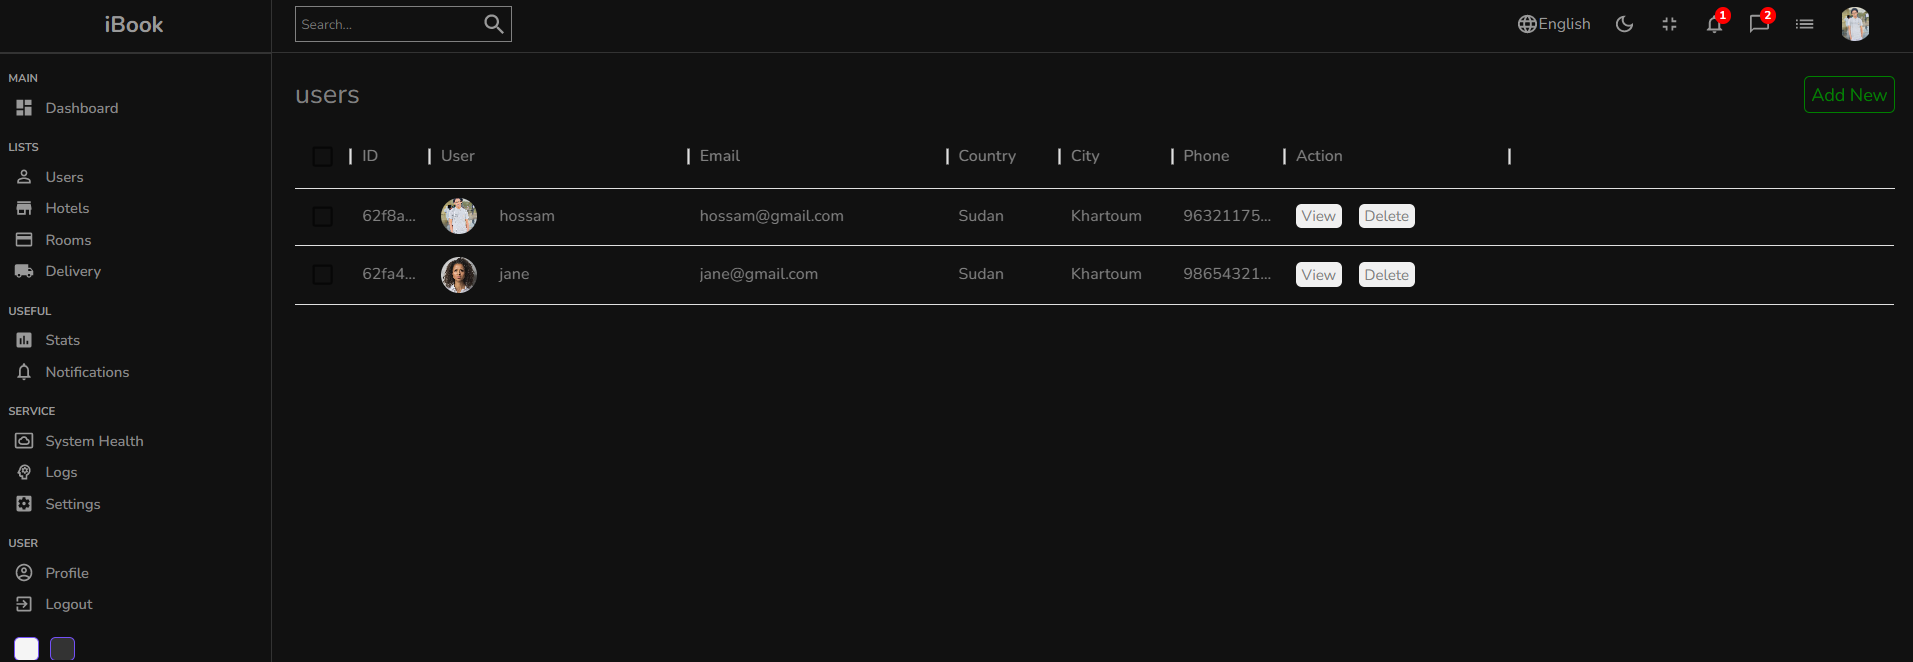 iBook
Search...
English
1
2
MAIN
Dashboard
LISTS
Users
Hotels
Rooms
Delivery
USEFUL
Stats
Notifications
SERVICE
System Health
Logs
Settings
USER
Profile
Logout
users
Add New
ID User Email Country City Phone Action
62f8a... hossam hossam@gmail.com Sudan Khartoum 96321175... View Delete
62fa4... jane jane@gmail.com Sudan Khartoum 98654321... View Delete